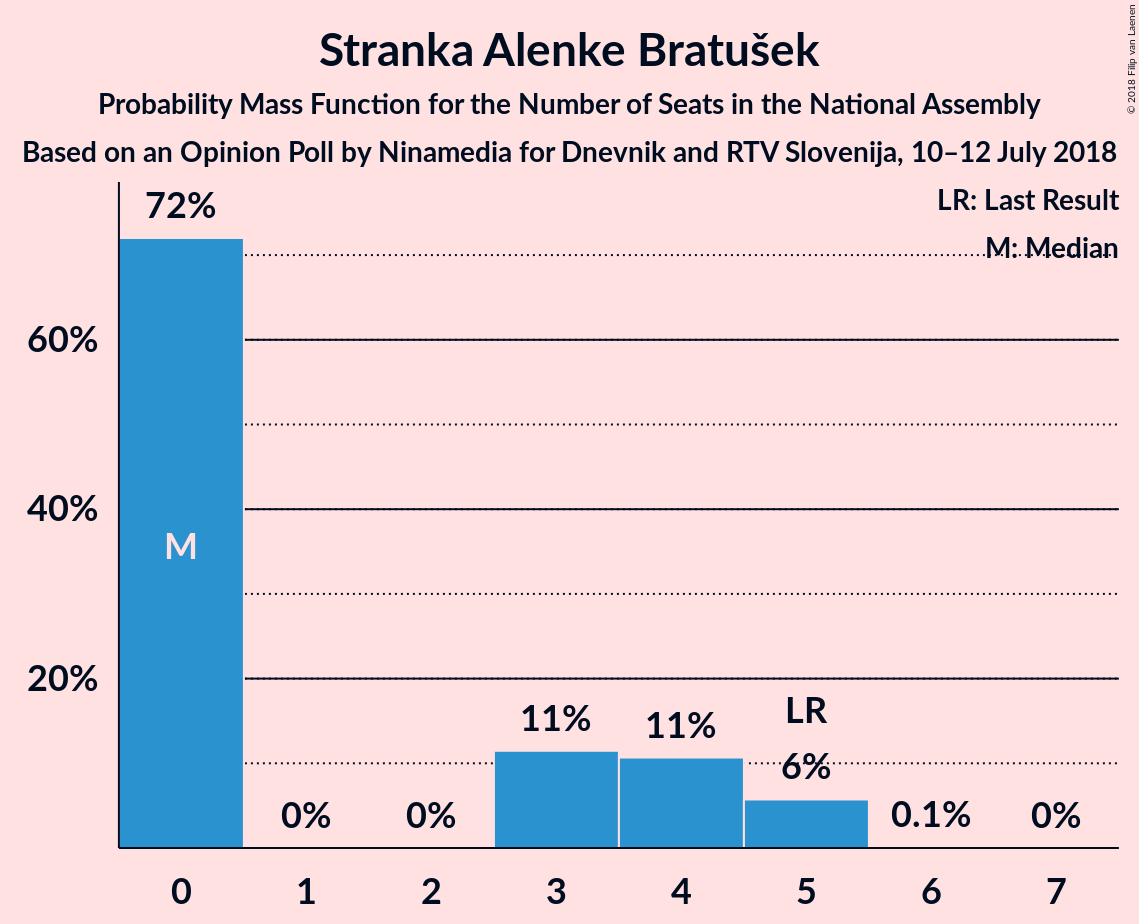 Stranka Alenke Bratušek
Probability Mass Function for the Number of Seats in the National Assembly
Based on an Opinion Poll by Ninamedia for Dnevnik and RTV Slovenija, 10–12 July 2018
© 2018 Filip van Laenen
LR: Last Result
M: Median
72%
60%
40%
20%
M
11%
11%
LR
6%
0%
0%
0.1%
0%
0 1 2 3 4 5 6 7